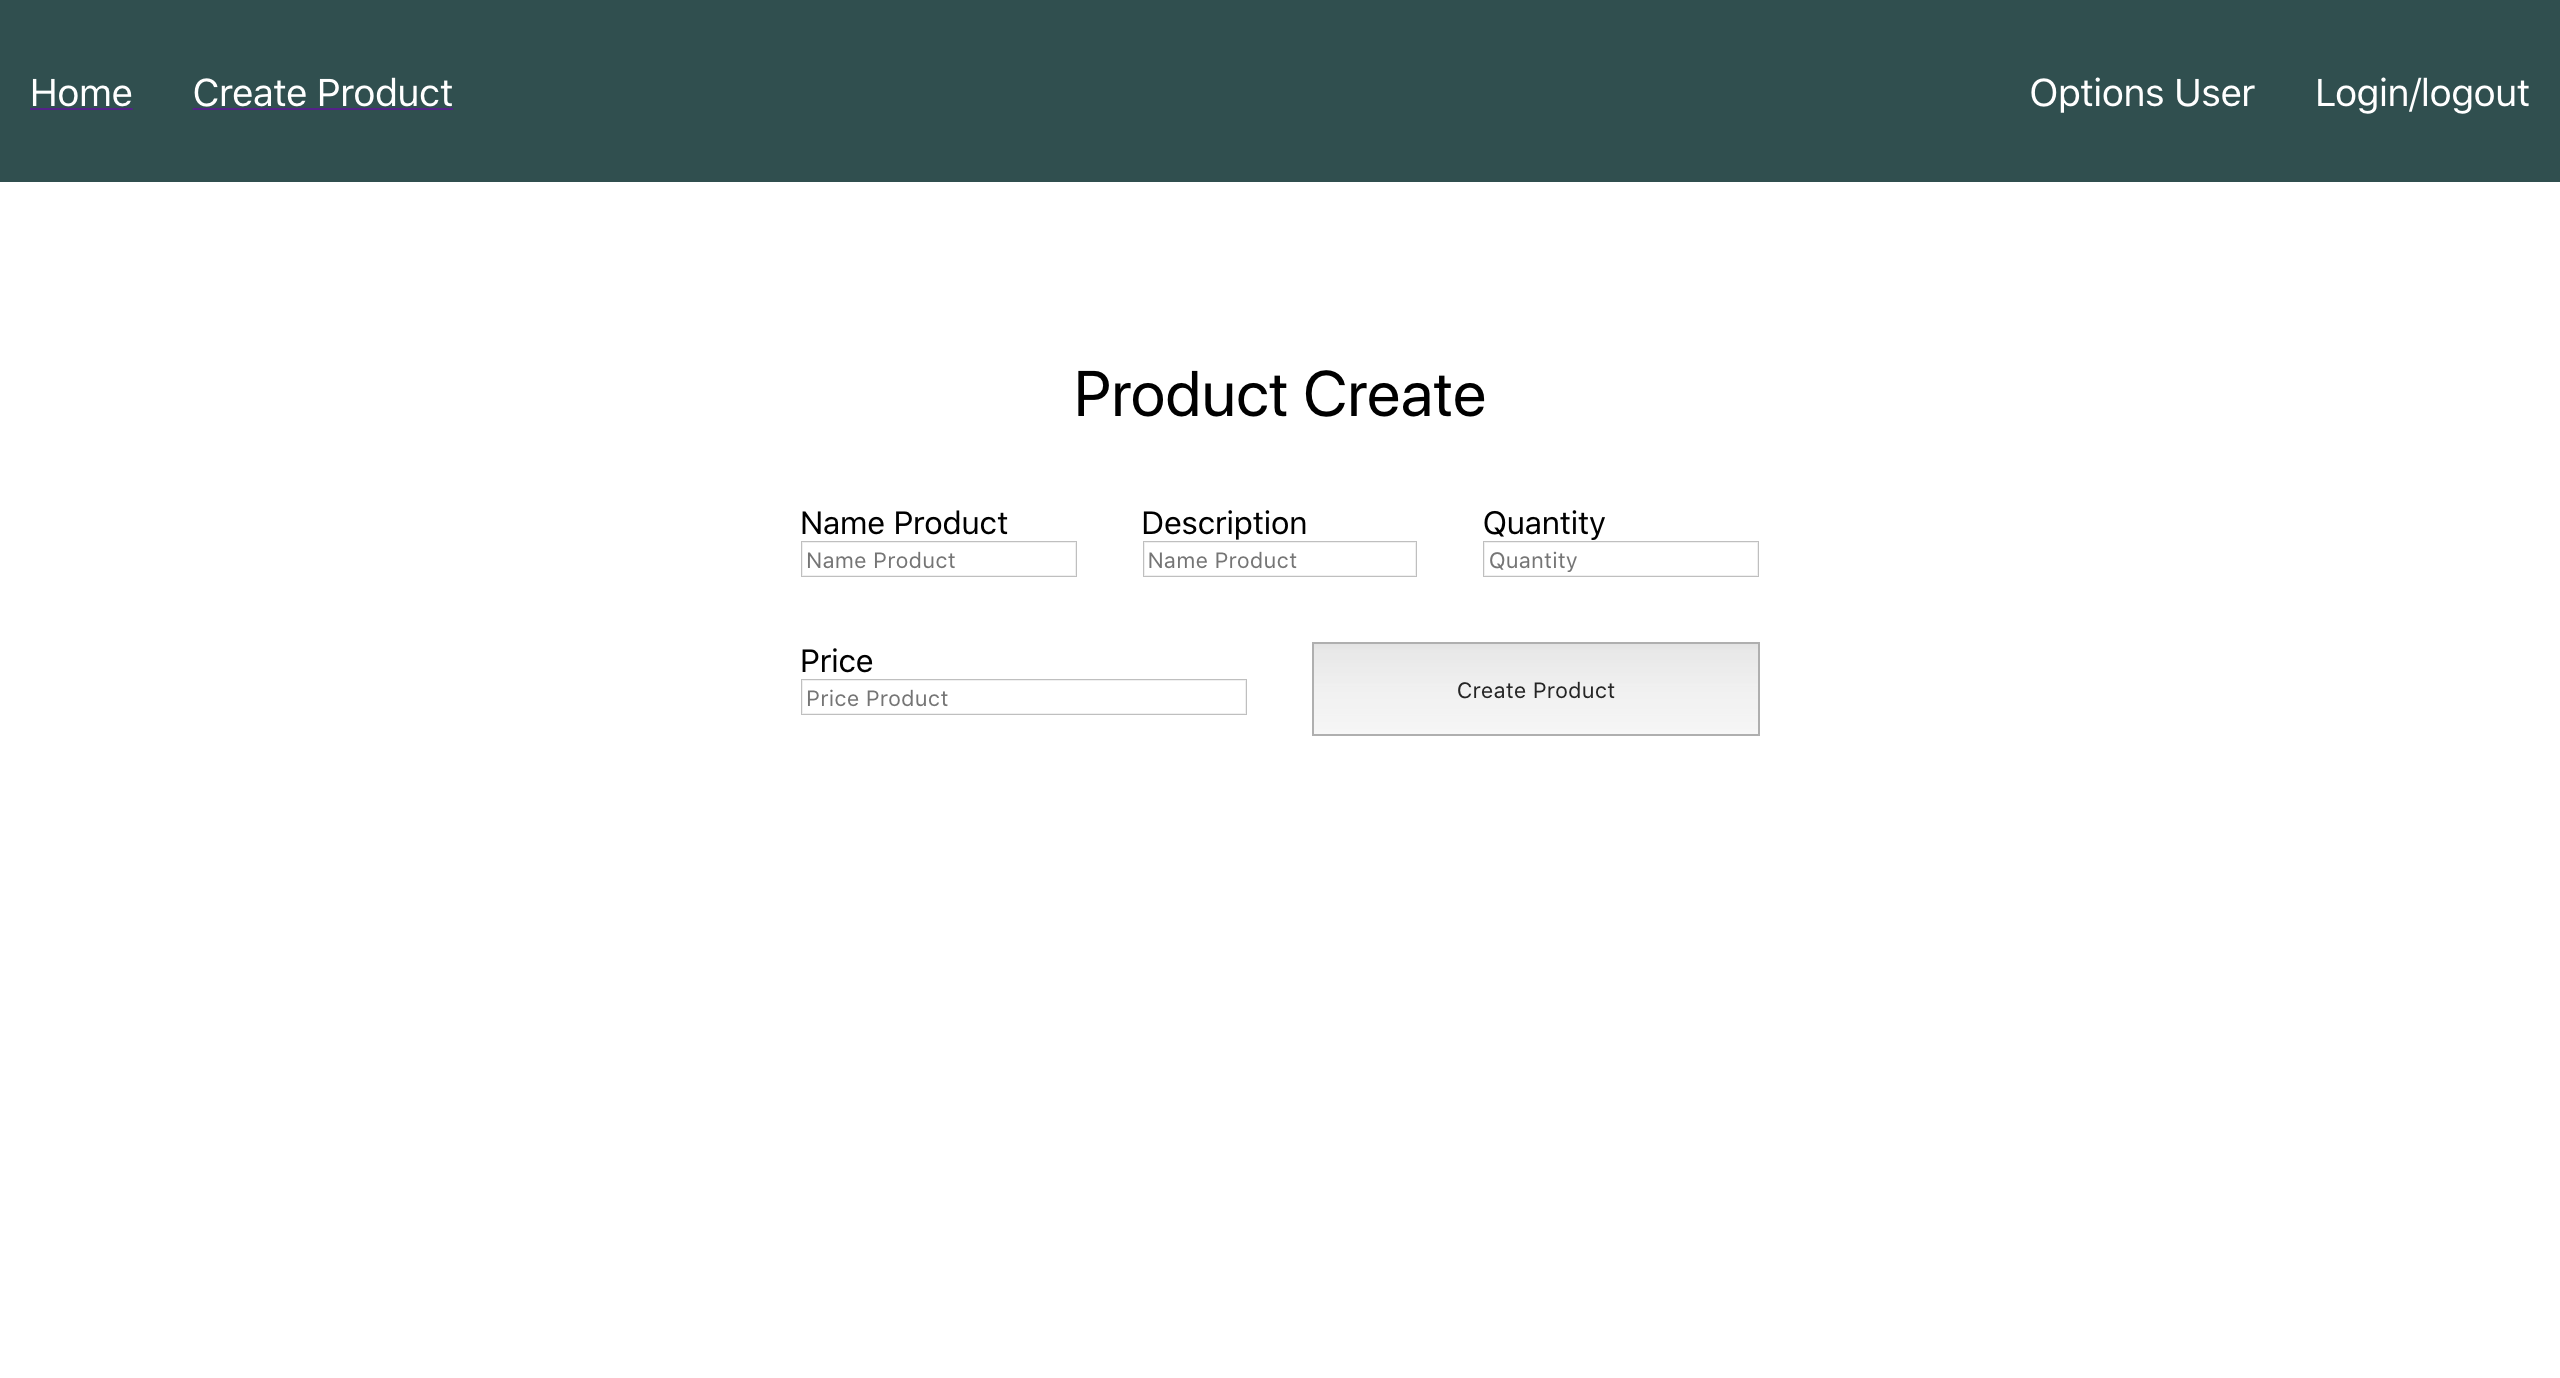 Home Create Product Options User Login/logout
Product Create
Name Product Description Quantity
Name Product Name Product Quantity
Price
Price Product Create Product